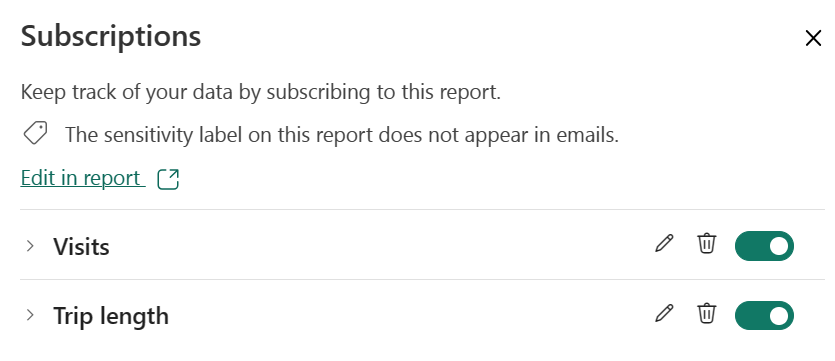 Subscriptions
Keep track of your data by subscribing to this report.
The sensitivity label on this report does not appear in emails.
Edit in report
Visits
Trip length